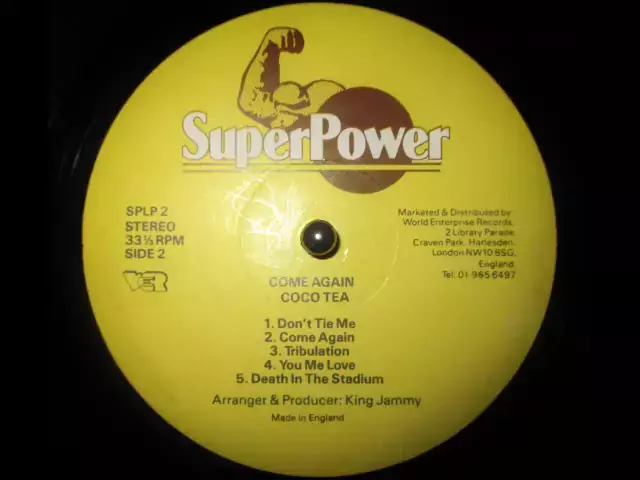 SuperPower
SPLP 2
STEREO
33⅓ RPM
SIDE 2
WER
Marketed & Distributed by:
World Enterprise Records,
2 Library Parade,
Craven Park, Harlesden,
London NW10 8SG,
England.
Tel: 01 965 6497
COME AGAIN
COCO TEA
1. Don't Tie Me
2. Come Again
3. Tribulation
4. You Me Love
5. Death In The Stadium
Arranger & Producer: King Jammy
Made in England